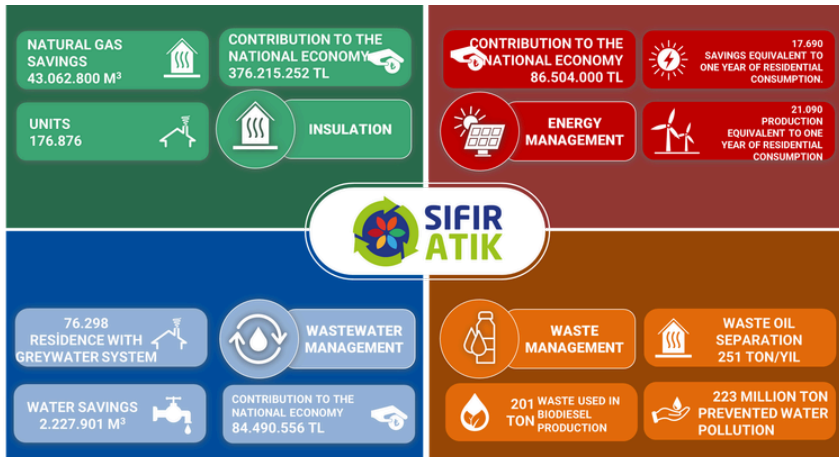 NATURAL GAS
SAVINGS
43.062.800 M³
CONTRIBUTION TO THE
NATIONAL ECONOMY
376.215.252 TL
UNITS
176.876
INSULATION
CONTRIBUTION TO THE
NATIONAL ECONOMY
86.504.000 TL
17.690
SAVINGS EQUIVALENT TO
ONE YEAR OF RESIDENTIAL
CONSUMPTION.
ENERGY
MANAGEMENT
21.090
PRODUCTION
EQUIVALENT TO ONE
YEAR OF RESIDENTIAL
CONSUMPTION
SIFIR
ATIK
76.298
RESİDENCE WITH
GREYWATER SYSTEM
WASTEWATER
MANAGEMENT
WATER SAVINGS
2.227.901 M³
CONTRIBUTION TO THE
NATIONAL ECONOMY
84.490.556 TL
WASTE
MANAGEMENT
WASTE OIL
SEPARATION
251 TON/YIL
201
TON
WASTE USED IN
BIODIESEL
PRODUCTION
223 MILLION TON
PREVENTED WATER
POLLUTION